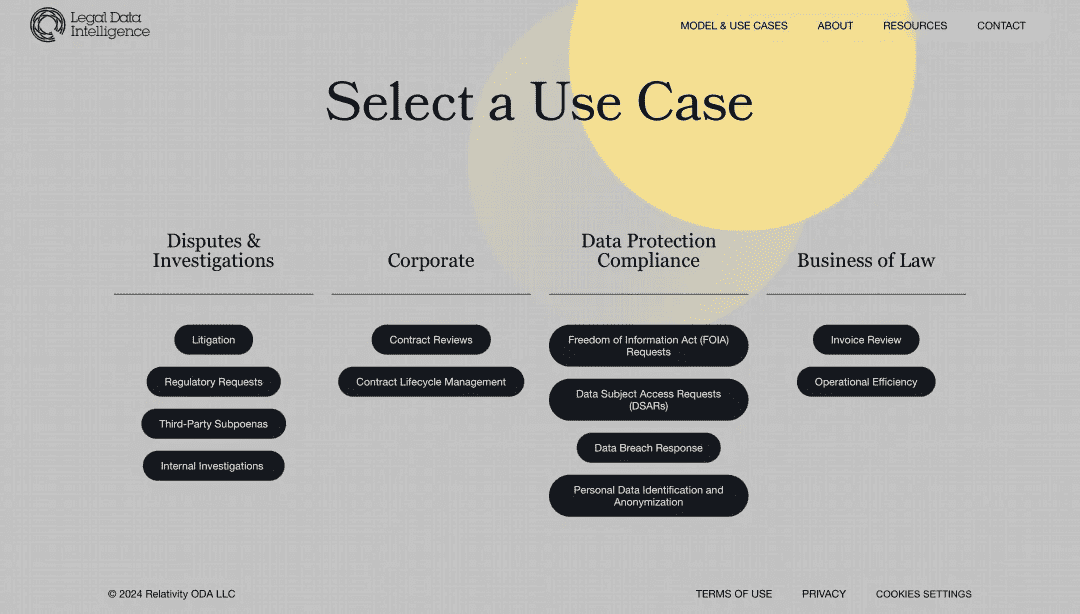 Legal Data
Intelligence
MODEL & USE CASES
ABOUT
RESOURCES
CONTACT
Select a Use Case
Disputes &
Investigations
Litigation
Regulatory Requests
Third-Party Subpoenas
Internal Investigations
Corporate
Contract Reviews
Contract Lifecycle Management
Data Protection
Compliance
Freedom of Information Act (FOIA)
Requests
Data Subject Access Requests
(DSARs)
Data Breach Response
Personal Data Identification and
Anonymization
Business of Law
Invoice Review
Operational Efficiency
© 2024 Relativity ODA LLC
TERMS OF USE
PRIVACY
COOKIES SETTINGS